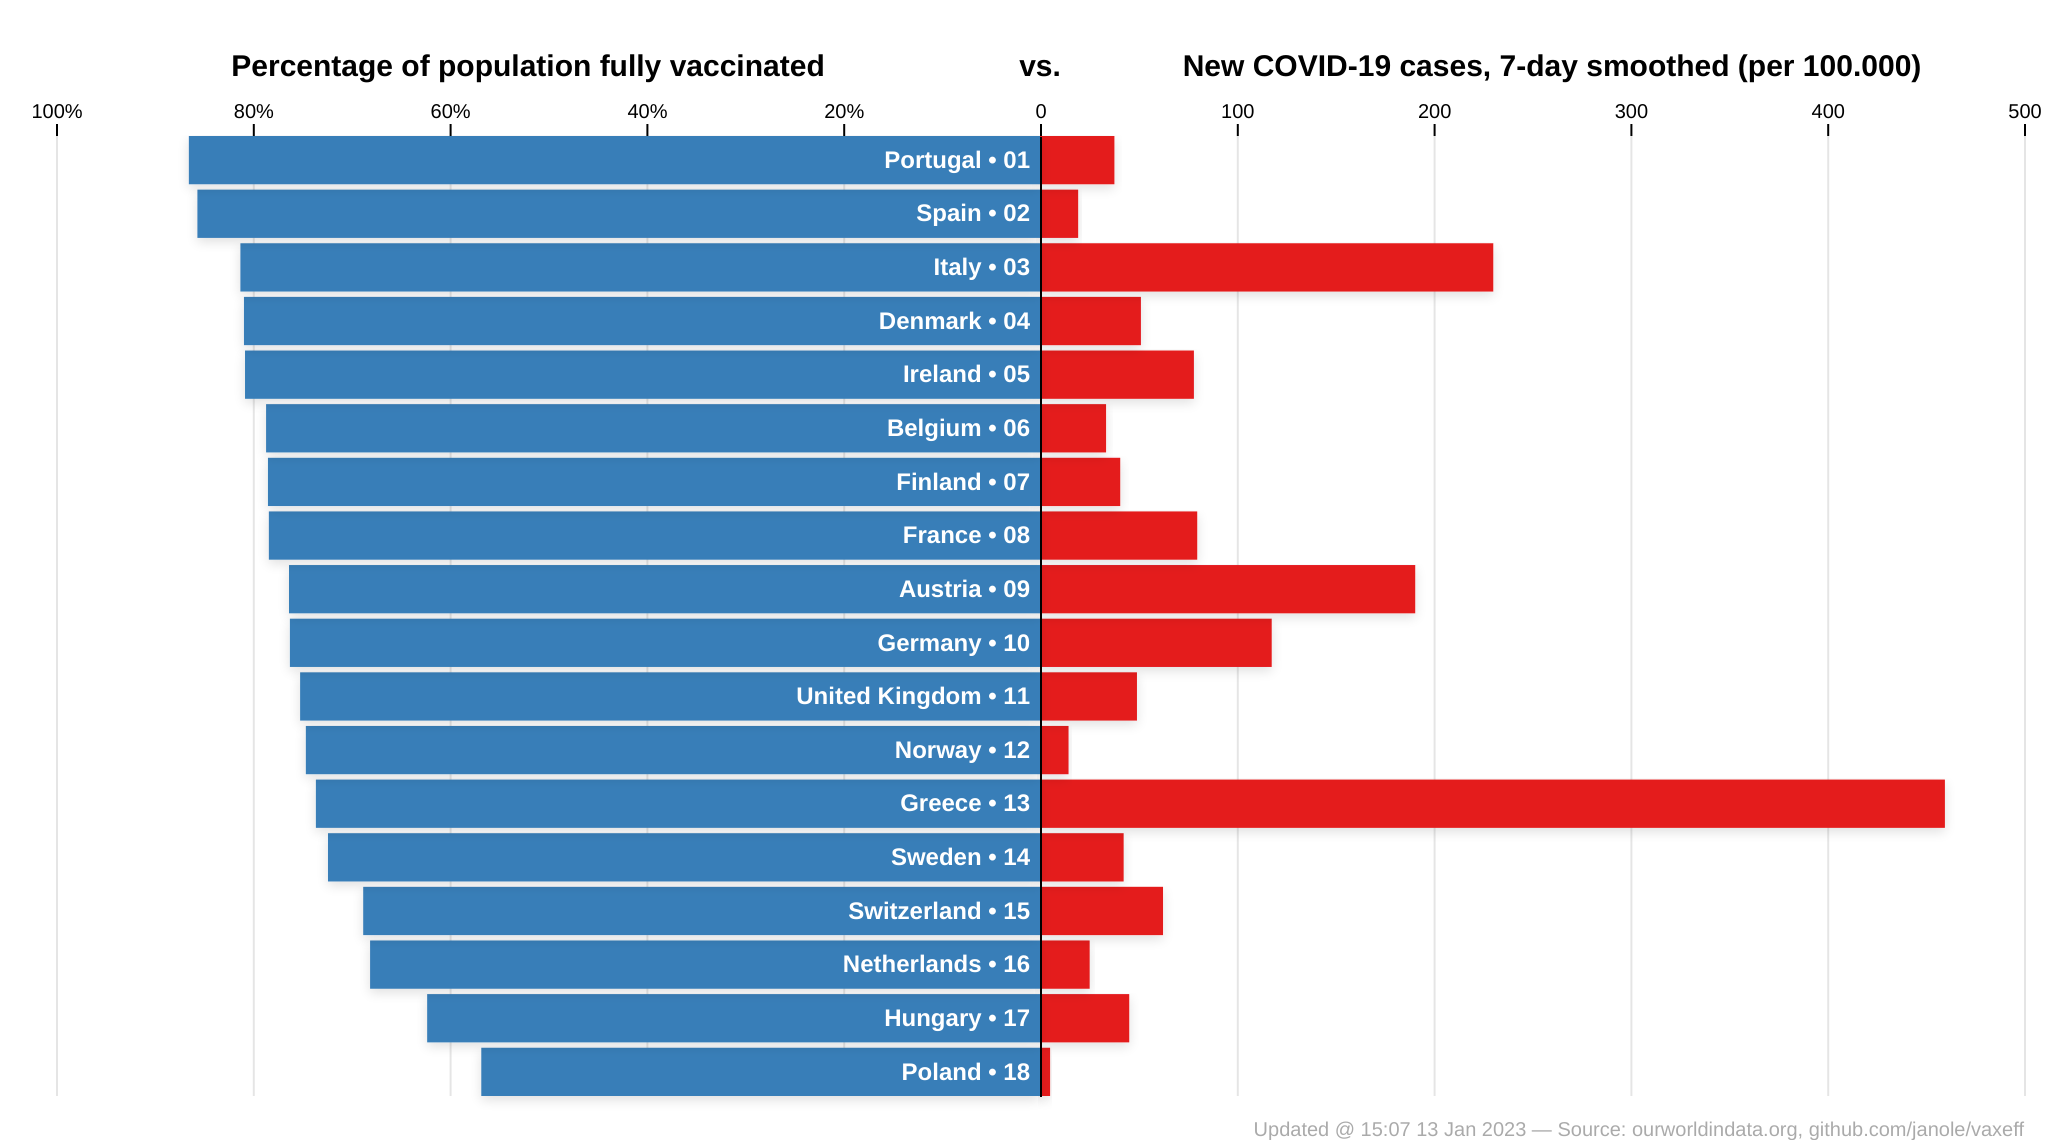 Percentage of population fully vaccinated vs. New COVID-19 cases, 7-day smoothed (per 100.000)
100% 80% 60% 40% 20% 0 100 200 300 400 500
Portugal • 01
Spain • 02
Italy • 03
Denmark • 04
Ireland • 05
Belgium • 06
Finland • 07
France • 08
Austria • 09
Germany • 10
United Kingdom • 11
Norway • 12
Greece • 13
Sweden • 14
Switzerland • 15
Netherlands • 16
Hungary • 17
Poland • 18
Updated @ 15:07 13 Jan 2023 — Source: ourworldindata.org, github.com/janole/vaxeff